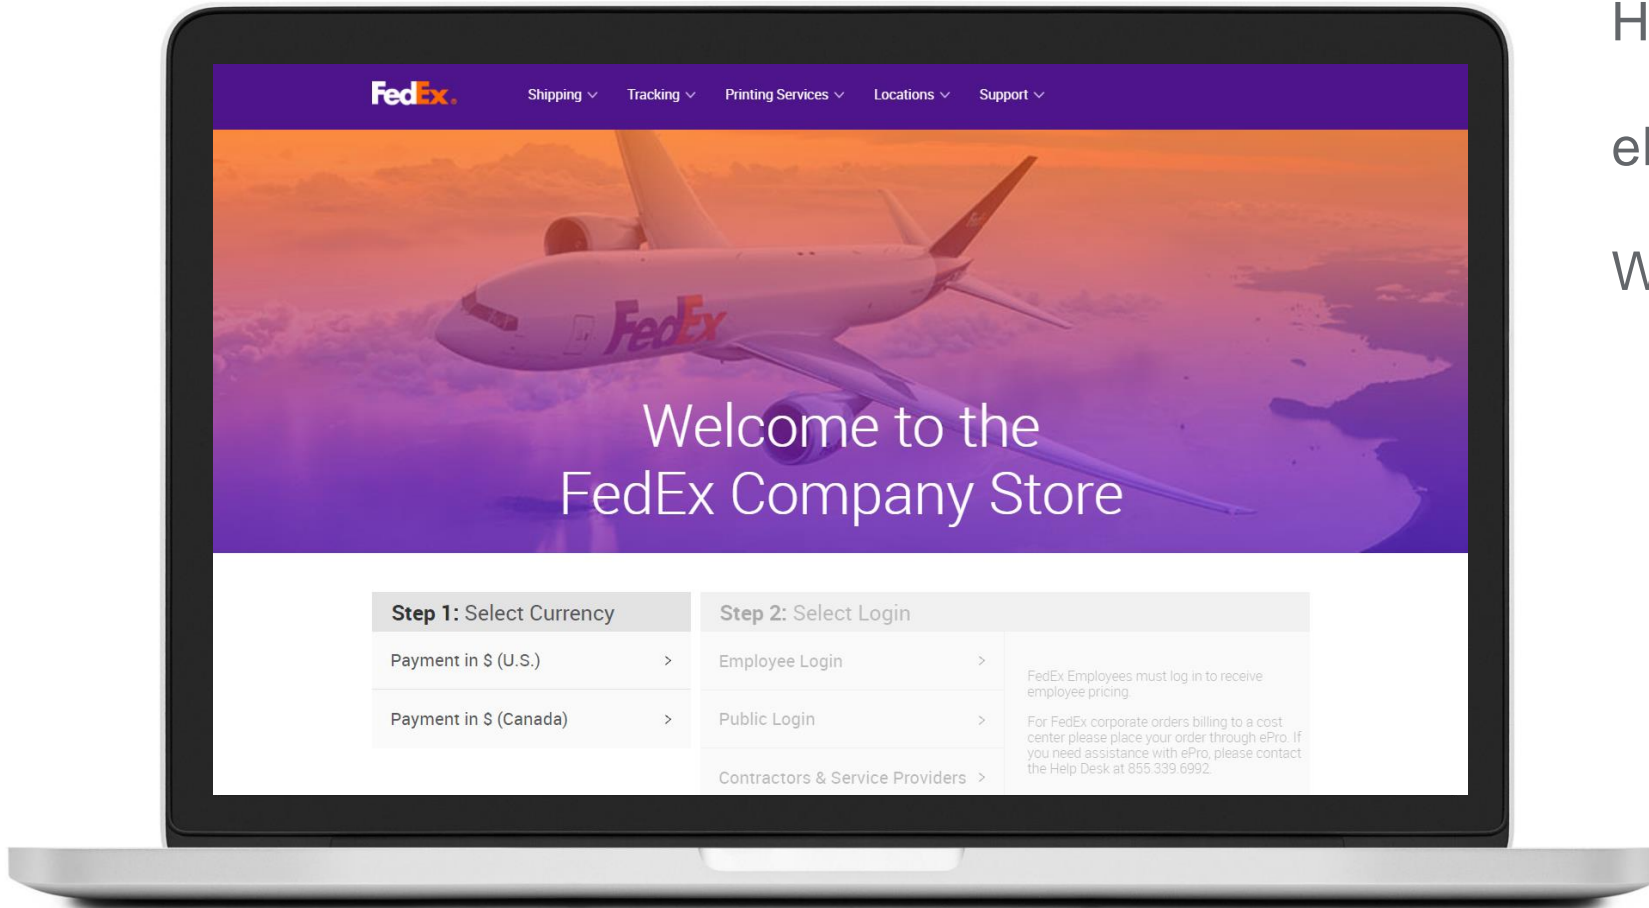 FedEx.
Shipping
Tracking
Printing Services
Locations
Support
FedEx
Welcome to the
FedEx Company Store
Step 1: Select Currency
Payment in $ (U.S.)
Payment in $ (Canada)
Step 2: Select Login
Employee Login
Public Login
Contractors & Service Providers
FedEx Employees must log in to receive
employee pricing.
For FedEx corporate orders billing to a cost
center please place your order through ePro. If
you need assistance with ePro, please contact
the Help Desk at 855.339.6992.